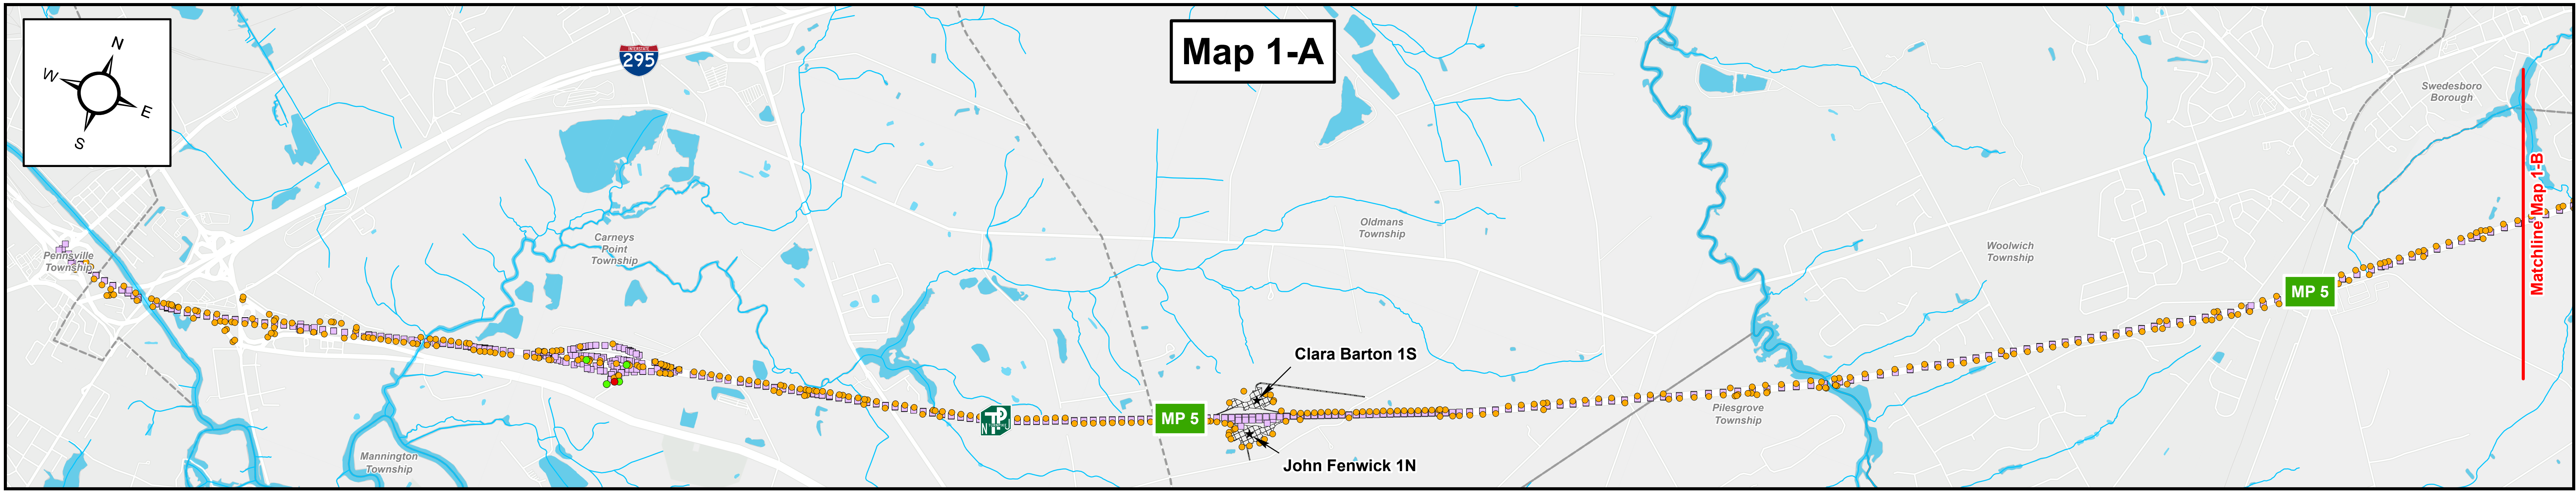 Map 1-A
N
W
E
S
INTERSTATE
295
Swedesboro
Borough
Matchline Map 1-B
Oldmans
Township
Carneys
Point
Township
Woolwich
Township
Pennsville
Township
MP 5
Clara Barton 1S
Pilesgrove
Township
MP 5
N TP J
Mannington
Township
John Fenwick 1N